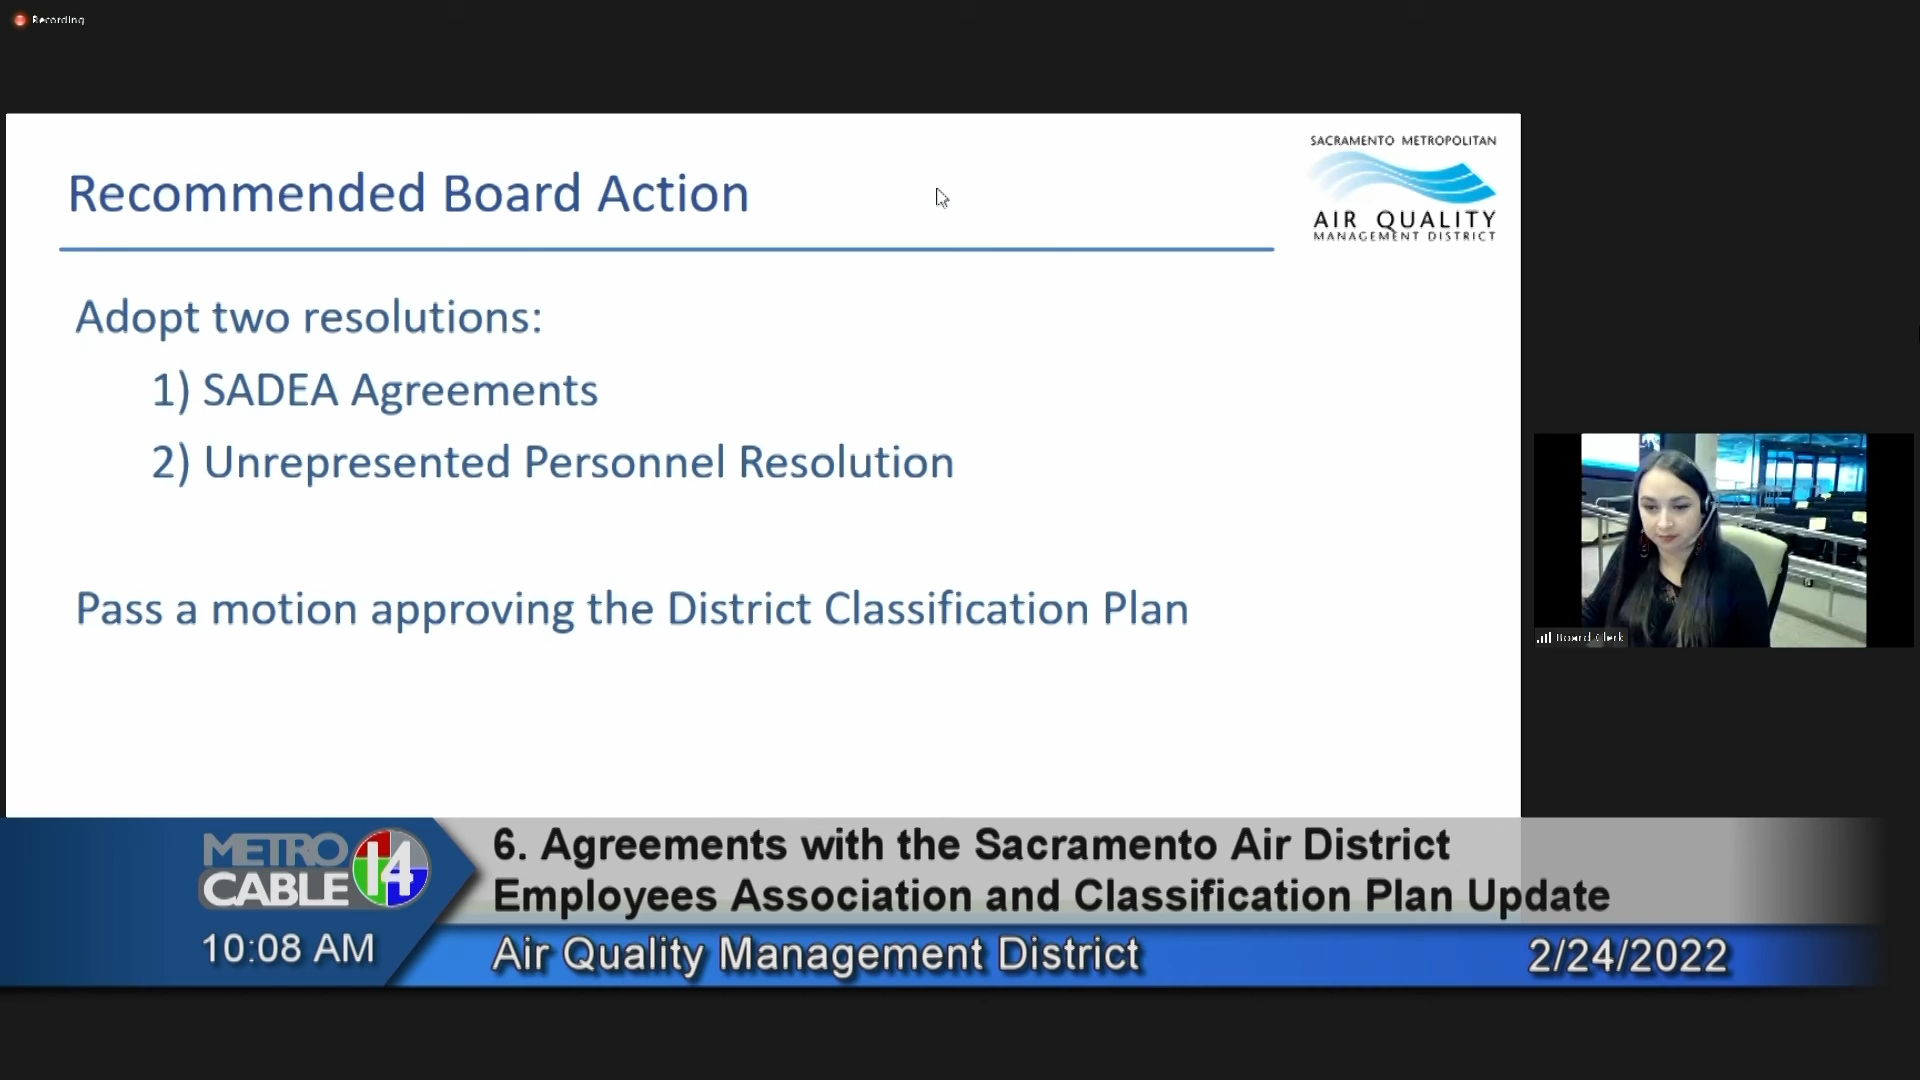 Recording
Recommended Board Action
SACRAMENTO METROPOLITAN
AIR QUALITY
MANAGEMENT DISTRICT
Adopt two resolutions:
1) SADEA Agreements
2) Unrepresented Personnel Resolution
Pass a motion approving the District Classification Plan
Board Clerk
METRO
CABLE 14
6. Agreements with the Sacramento Air District
Employees Association and Classification Plan Update
10:08 AM
Air Quality Management District
2/24/2022